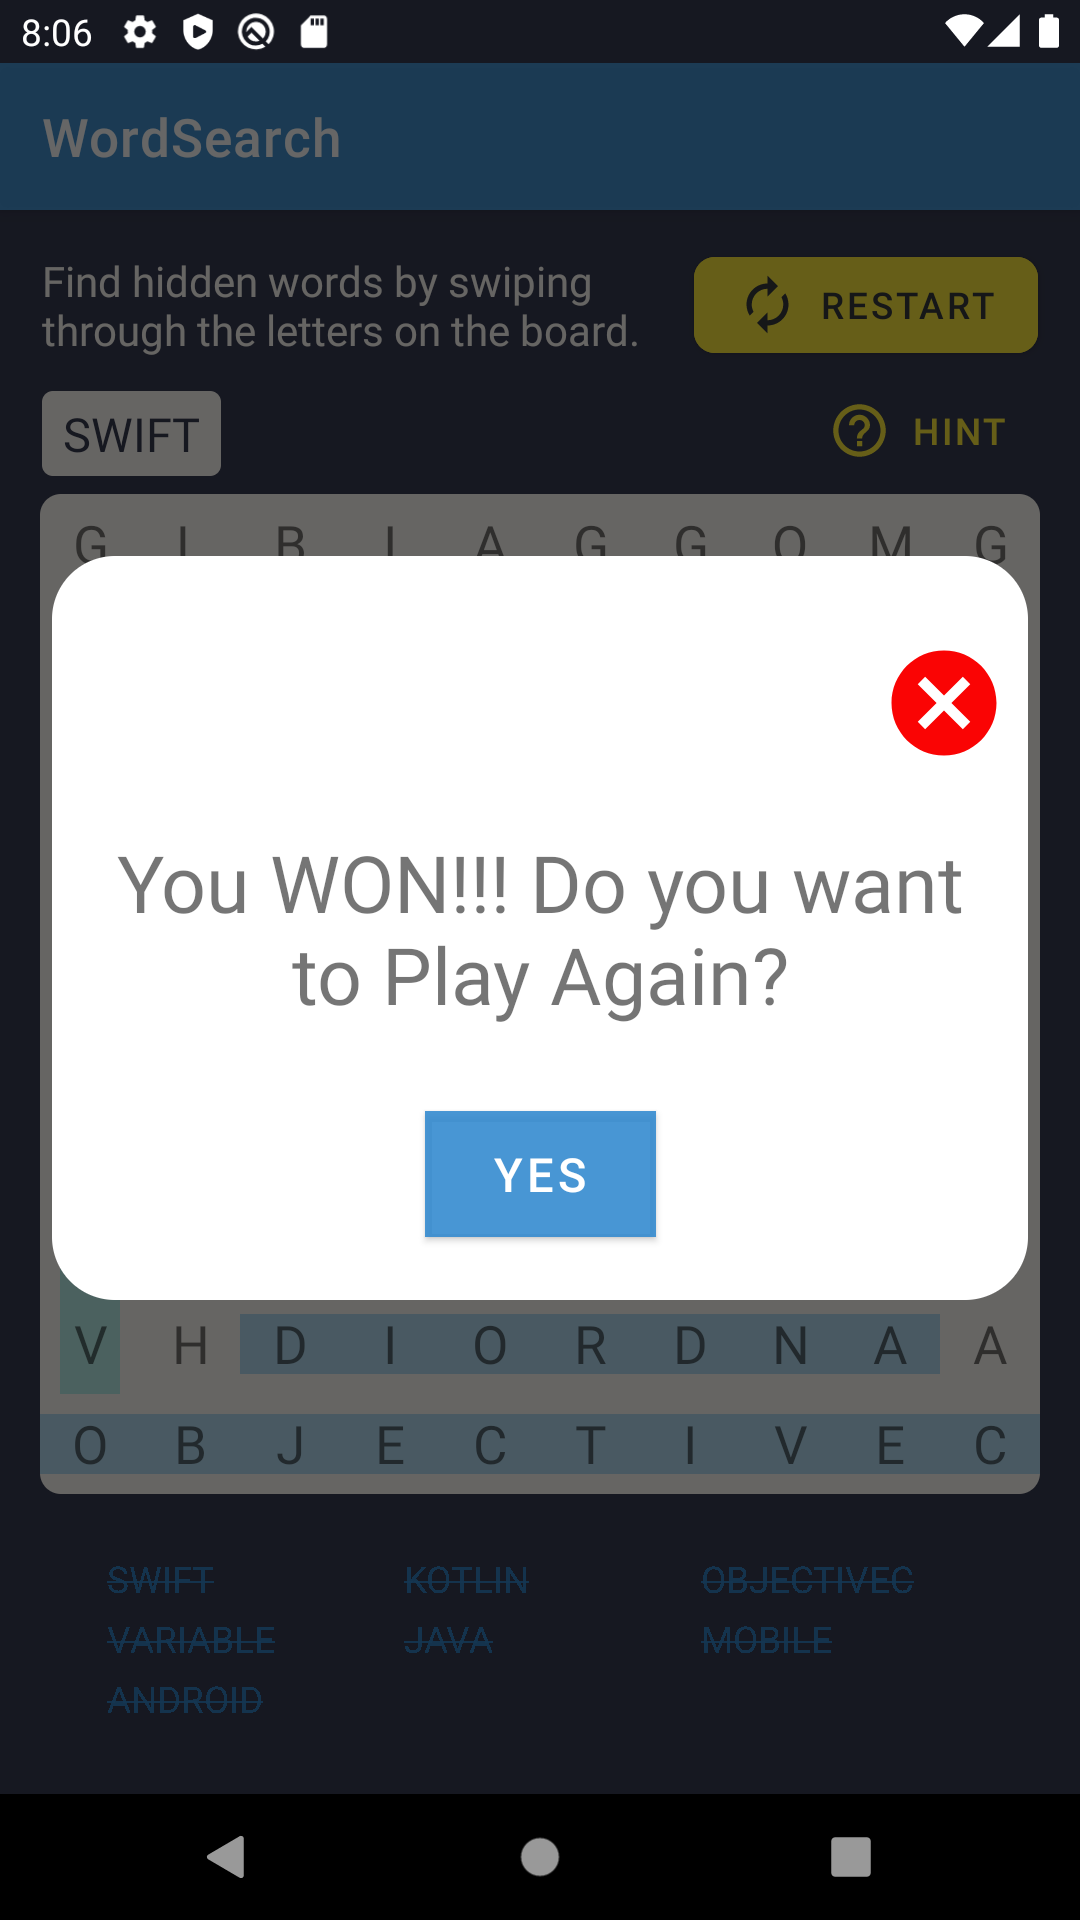 8:06
WordSearch
Find hidden words by swiping
through the letters on the board.
RESTART
SWIFT
HINT
G I B I A G G O M G
You WON!!! Do you want
to Play Again?
YES
V H D I O R D N A A
O B J E C T I V E C
SWIFT KOTLIN OBJECTIVEC
VARIABLE JAVA MOBILE
ANDROID